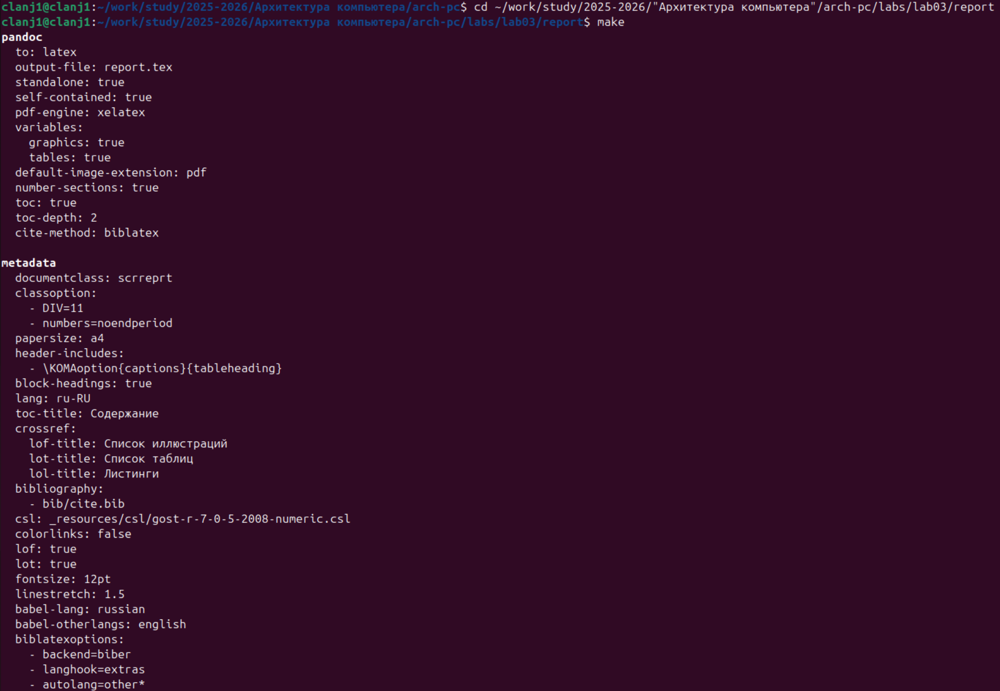 clanj1@clanj1:~/work/study/2025-2026/Архитектура компьютера/arch-pc$ cd ~/work/study/2025-2026/"Архитектура компьютера"/arch-pc/labs/lab03/report
clanj1@clanj1:~/work/study/2025-2026/Архитектура компьютера/arch-pc/labs/lab03/report$ make
pandoc
  to: latex
  output-file: report.tex
  standalone: true
  self-contained: true
  pdf-engine: xelatex
  variables:
    graphics: true
    tables: true
  default-image-extension: pdf
  number-sections: true
  toc: true
  toc-depth: 2
  cite-method: biblatex

metadata
  documentclass: scrreprt
  classoption:
    - DIV=11
    - numbers=noendperiod
  papersize: a4
  header-includes:
    - \KOMAoption{captions}{tableheading}
  block-headings: true
  lang: ru-RU
  toc-title: Содержание
  crossref:
    lof-title: Список иллюстраций
    lot-title: Список таблиц
    lol-title: Листинги
  bibliography:
    - bib/cite.bib
  csl: _resources/csl/gost-r-7-0-5-2008-numeric.csl
  colorlinks: false
  lof: true
  lot: true
  fontsize: 12pt
  linestretch: 1.5
  babel-lang: russian
  babel-otherlangs: english
  biblatexoptions:
    - backend=biber
    - langhook=extras
    - autolang=other*